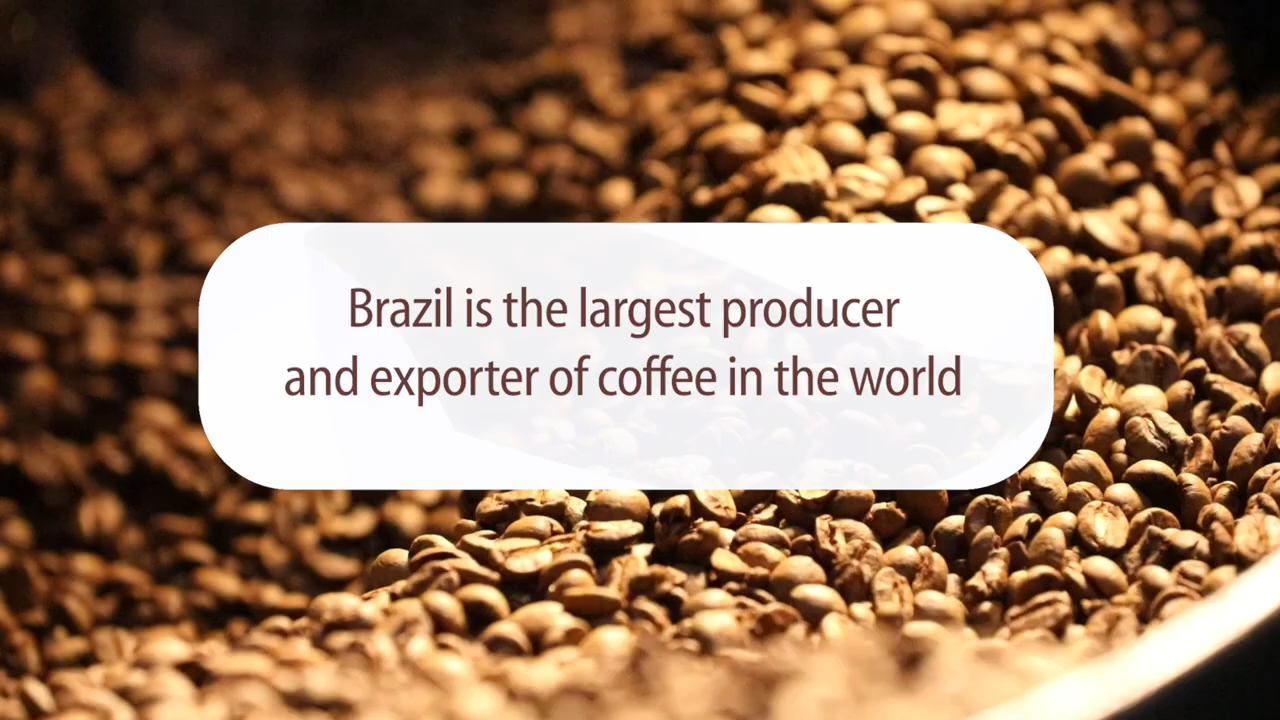 Brazil is the largest producer
and exporter of coffee in the world